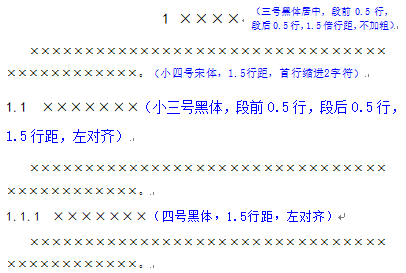 1 ××××（三号黑体居中，段前 0.5 行，
段后 0.5 行，1.5 倍行距，不加粗）
×××××××××××××××××××××××××××××××
××××××××××××。（小四号宋体，1.5行距，首行缩进2字符）
1.1 ×××××××（小三号黑体，段前 0.5 行，段后 0.5 行，
1.5 行距，左对齐）
×××××××××××××××××××××××××××××××
××××××××××××。
1.1.1 ×××××××（四号黑体，1.5行距，左对齐）
×××××××××××××××××××××××××××××××
××××××××××××。